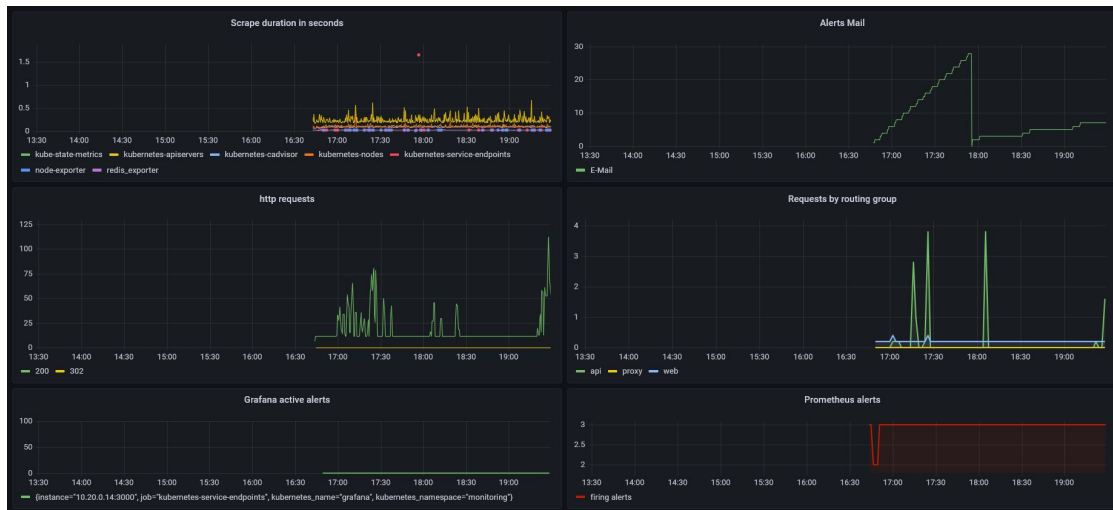 Scrape duration in seconds
1.5
1
0.5
0
13:30 14:00 14:30 15:00 15:30 16:00 16:30 17:00 17:30 18:00 18:30 19:00
kube-state-metrics kubernetes-apiservers kubernetes-cadvisor kubernetes-nodes kubernetes-service-endpoints
node-exporter redis_exporter
Alerts Mail
30
20
10
0
13:30 14:00 14:30 15:00 15:30 16:00 16:30 17:00 17:30 18:00 18:30 19:00
E-Mail
http requests
125
100
75
50
25
0
13:30 14:00 14:30 15:00 15:30 16:00 16:30 17:00 17:30 18:00 18:30 19:00
200 302
Requests by routing group
4
3
2
1
0
13:30 14:00 14:30 15:00 15:30 16:00 16:30 17:00 17:30 18:00 18:30 19:00
api proxy web
Grafana active alerts
100
50
0
13:30 14:00 14:30 15:00 15:30 16:00 16:30 17:00 17:30 18:00 18:30 19:00
{instance="10.20.0.14:3000", job="kubernetes-service-endpoints", kubernetes_name="grafana", kubernetes_namespace="monitoring"}
Prometheus alerts
3
2.5
2
13:30 14:00 14:30 15:00 15:30 16:00 16:30 17:00 17:30 18:00 18:30 19:00
firing alerts